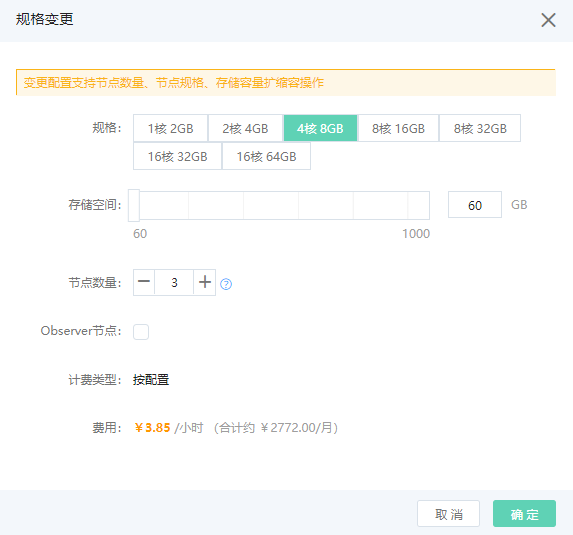 规格变更
变更配置支持节点数量、节点规格、存储容量扩缩容操作
规格: 1核 2GB 2核 4GB 4核 8GB 8核 16GB 8核 32GB
16核 32GB 16核 64GB
存储空间: 60 GB
60 1000
节点数量: 3 ?
Observer节点:
计费类型: 按配置
费用: ￥3.85 /小时 (合计约 ￥2772.00/月)
取消 确定